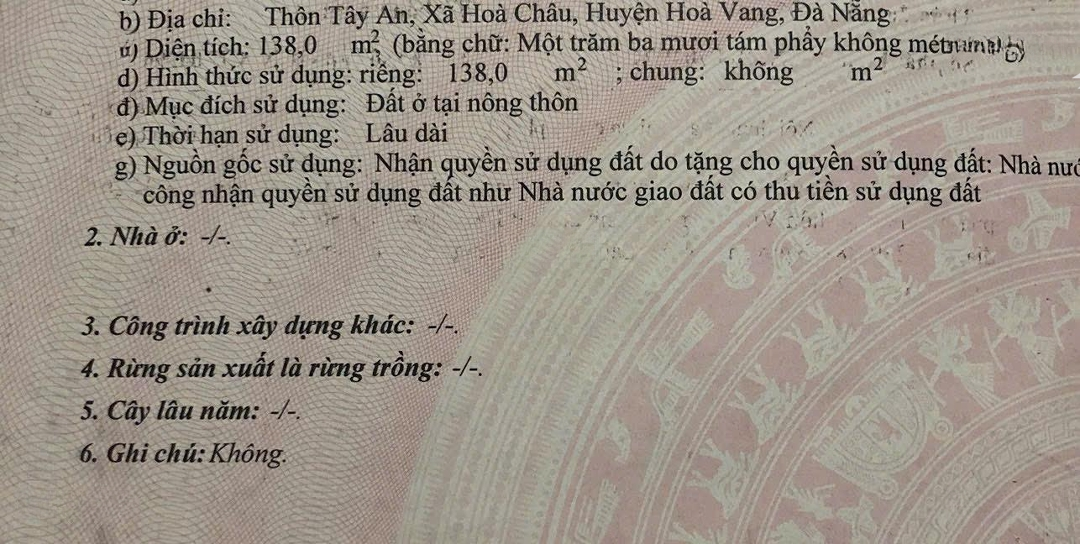 b) Địa chỉ: Thôn Tây An, Xã Hoà Châu, Huyện Hoà Vang, Đà Nẵng
Diện tích: 138,0 m², (bằng chữ: Một trăm ba mươi tám phẩy không mét
d) Hình thức sử dụng: riêng: 138,0 m² ; chung: không m²
đ) Mục đích sử dụng: Đất ở tại nông thôn
e) Thời hạn sử dụng: Lâu dài
g) Nguồn gốc sử dụng: Nhận quyền sử dụng đất do tặng cho quyền sử dụng đất: Nhà nướ
công nhận quyền sử dụng đất như Nhà nước giao đất có thu tiền sử dụng đất
2. Nhà ở: -/-.
3. Công trình xây dựng khác: -/-.
4. Rừng sản xuất là rừng trồng: -/-.
5. Cây lâu năm: -/-.
6. Ghi chú: Không.